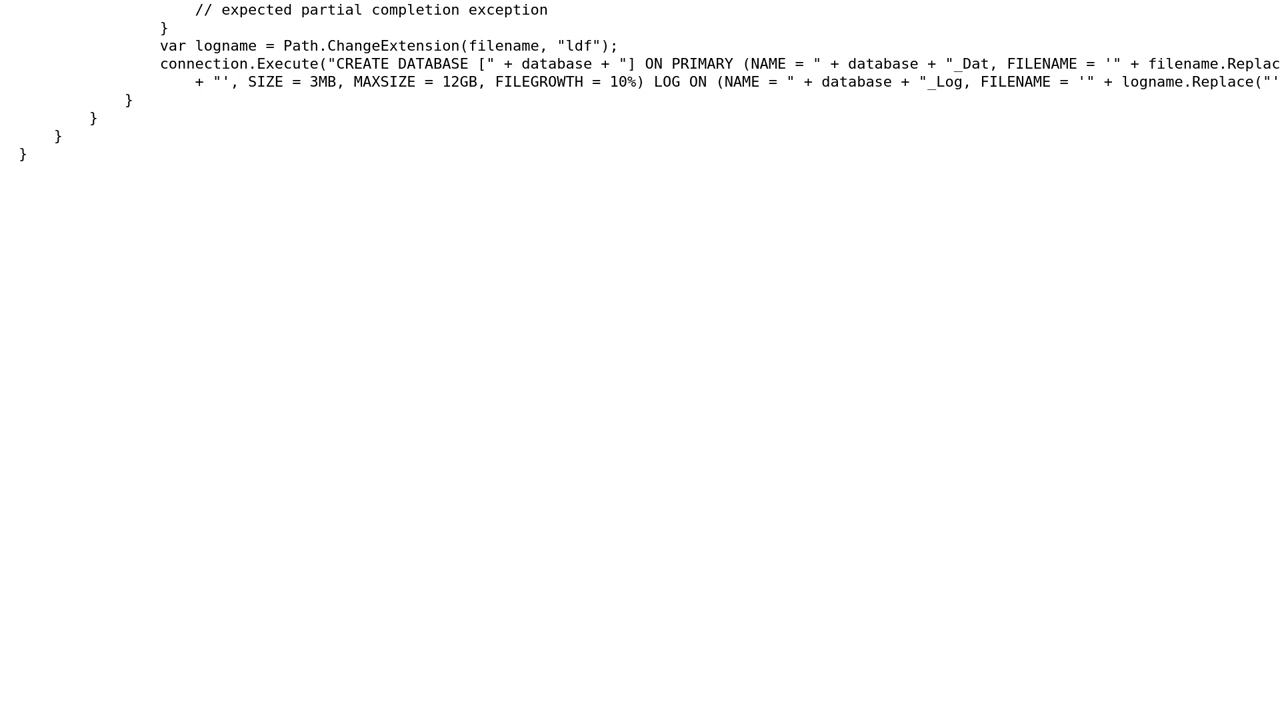 // expected partial completion exception
}
var logname = Path.ChangeExtension(filename, "ldf");
connection.Execute("CREATE DATABASE [" + database + "] ON PRIMARY (NAME = " + database + "_Dat, FILENAME = '" + filename.Replac
+ "', SIZE = 3MB, MAXSIZE = 12GB, FILEGROWTH = 10%) LOG ON (NAME = " + database + "_Log, FILENAME = '" + logname.Replace("'
}
}
}
}